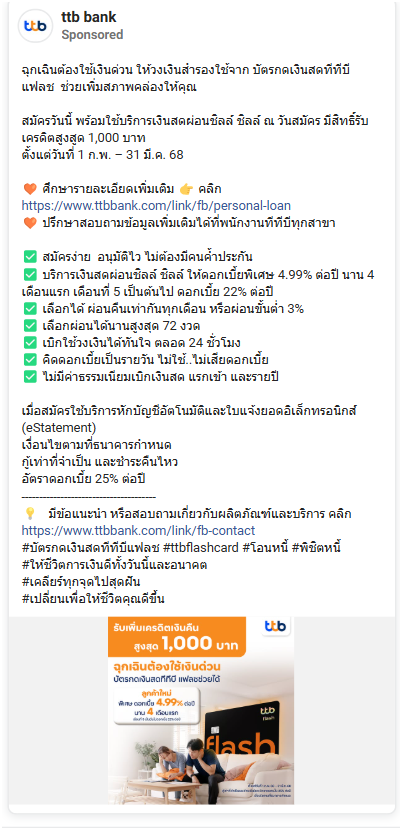 ttb bank
Sponsored
ttb
ฉุกเฉินต้องใช้เงินด่วน ให้วงเงินสำรองใช้จาก บัตรกดเงินสดทีทีบี
แฟลช ช่วยเพิ่มสภาพคล่องให้คุณ
สมัครวันนี้ พร้อมใช้บริการเงินสดผ่อนชิลล์ ชิลล์ ณ วันสมัคร มีสิทธิ์รับ
เครดิตสูงสุด 1,000 บาท
ตั้งแต่วันที่ 1 ก.พ. – 31 มี.ค. 68
🧡 ศึกษารายละเอียดเพิ่มเติม 👉 คลิก
https://www.ttbbank.com/link/fb/personal-loan
🧡 ปรึกษาสอบถามข้อมูลเพิ่มเติมได้ที่พนักงานทีทีบีทุกสาขา
✅ สมัครง่าย อนุมัติไว ไม่ต้องมีคนค้ำประกัน
✅ บริการเงินสดผ่อนชิลล์ ชิลล์ ให้ดอกเบี้ยพิเศษ 4.99% ต่อปี นาน 4
เดือนแรก เดือนที่ 5 เป็นต้นไป ดอกเบี้ย 22% ต่อปี
✅ เลือกได้ ผ่อนคืนเท่ากันทุกเดือน หรือผ่อนขั้นต่ำ 3%
✅ เลือกผ่อนได้นานสูงสุด 72 งวด
✅ เบิกใช้วงเงินได้ทันใจ ตลอด 24 ชั่วโมง
✅ คิดดอกเบี้ยเป็นรายวัน ไม่ใช้..ไม่เสียดอกเบี้ย
✅ ไม่มีค่าธรรมเนียมเบิกเงินสด แรกเข้า และรายปี
เมื่อสมัครใช้บริการหักบัญชีอัตโนมัติและใบแจ้งยอดอิเล็กทรอนิกส์
(eStatement)
เงื่อนไขตามที่ธนาคารกำหนด
กู้เท่าที่จำเป็น และชำระคืนไหว
อัตราดอกเบี้ย 25% ต่อปี
------------------------------------
💡 มีข้อแนะนำ หรือสอบถามเกี่ยวกับผลิตภัณฑ์และบริการ คลิก
https://www.ttbbank.com/link/fb-contact
#บัตรกดเงินสดทีทีบีแฟลช #ttbflashcard #โอนหนี้ #พิชิตหนี้
#ให้ชีวิตการเงินดีทั้งวันนี้และอนาคต
#เคลียร์ทุกจุดไปสุดฝัน
#เปลี่ยนเพื่อให้ชีวิตคุณดีขึ้น
รับเพิ่มเครดิตเงินคืน
สูงสุด 1,000 บาท
ttb
ฉุกเฉินต้องใช้เงินด่วน
บัตรกดเงินสดทีทีบี แฟลชช่วยได้
ลูกค้าใหม่
พิเศษ ดอกเบี้ย 4.99% ต่อปี
นาน 4 เดือนแรก
ttb
flash
flash